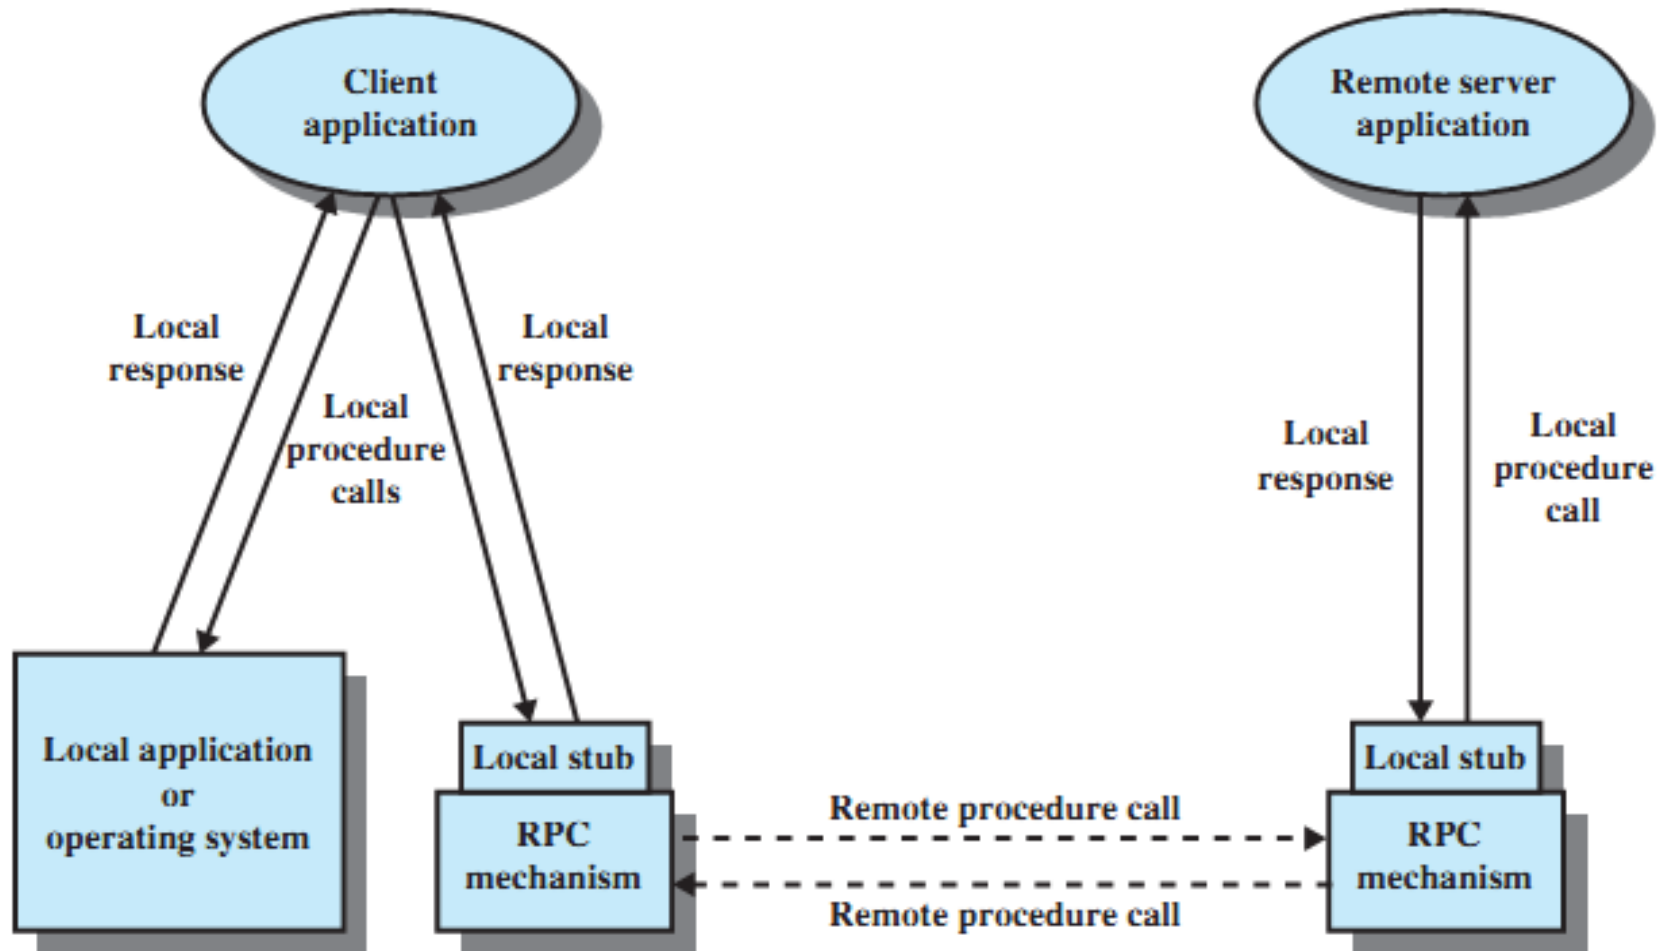 Client
application
Remote server
application
Local
response
Local
procedure
calls
Local
response
Local
response
Local
procedure
call
Local application
or
operating system
Local stub
RPC
mechanism
Remote procedure call
Remote procedure call
Local stub
RPC
mechanism